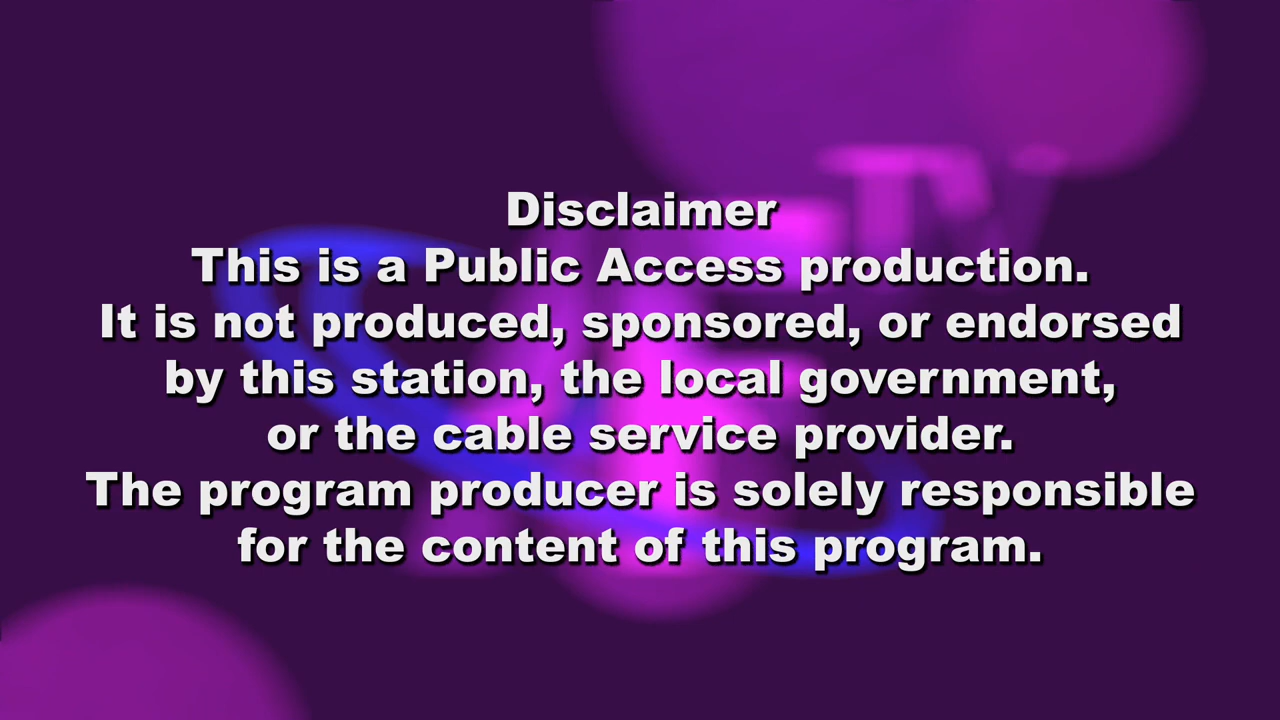 Disclaimer
This is a Public Access production.
It is not produced, sponsored, or endorsed
by this station, the local government,
or the cable service provider.
The program producer is solely responsible
for the content of this program.
TV